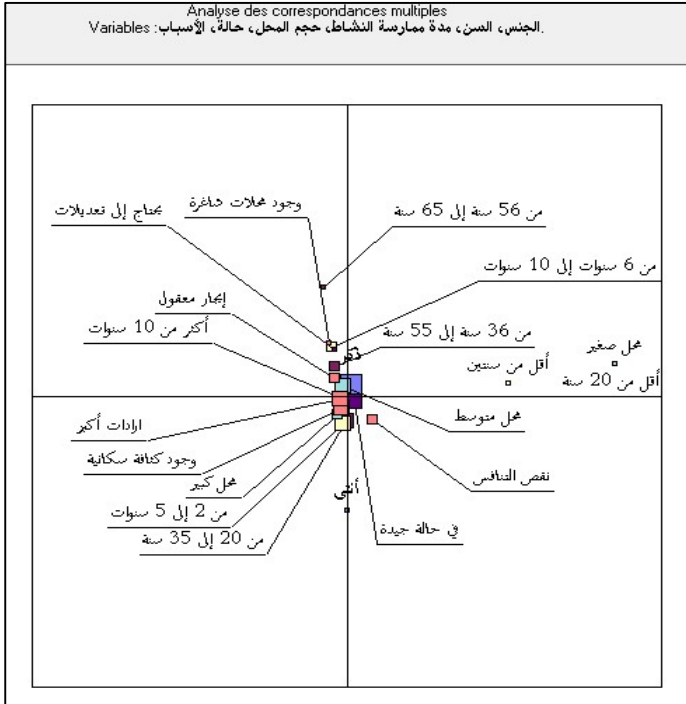 Analyse des correspondances multiples
Variables : الجنس، السن، مدة ممارسة النشاط، حجم المحل، حالة، الأسباب.
وجود محلات شاغرة
يحتاج إلى تعديلات
من 56 سنة إلى 65 سنة
من 6 سنوات إلى 10 سنوات
إيجار معقول
أكثر من 10 سنوات
من 36 سنة إلى 55 سنة
ذكر
محل صغير
أقل من سنتين
أقل من 20 سنة
محل متوسط
ارادات أكبر
وجود كثافة سكانية
نقص التنافس
محل كبير
أنثى
من 2 إلى 5 سنوات
في حالة جيدة
من 20 إلى 35 سنة